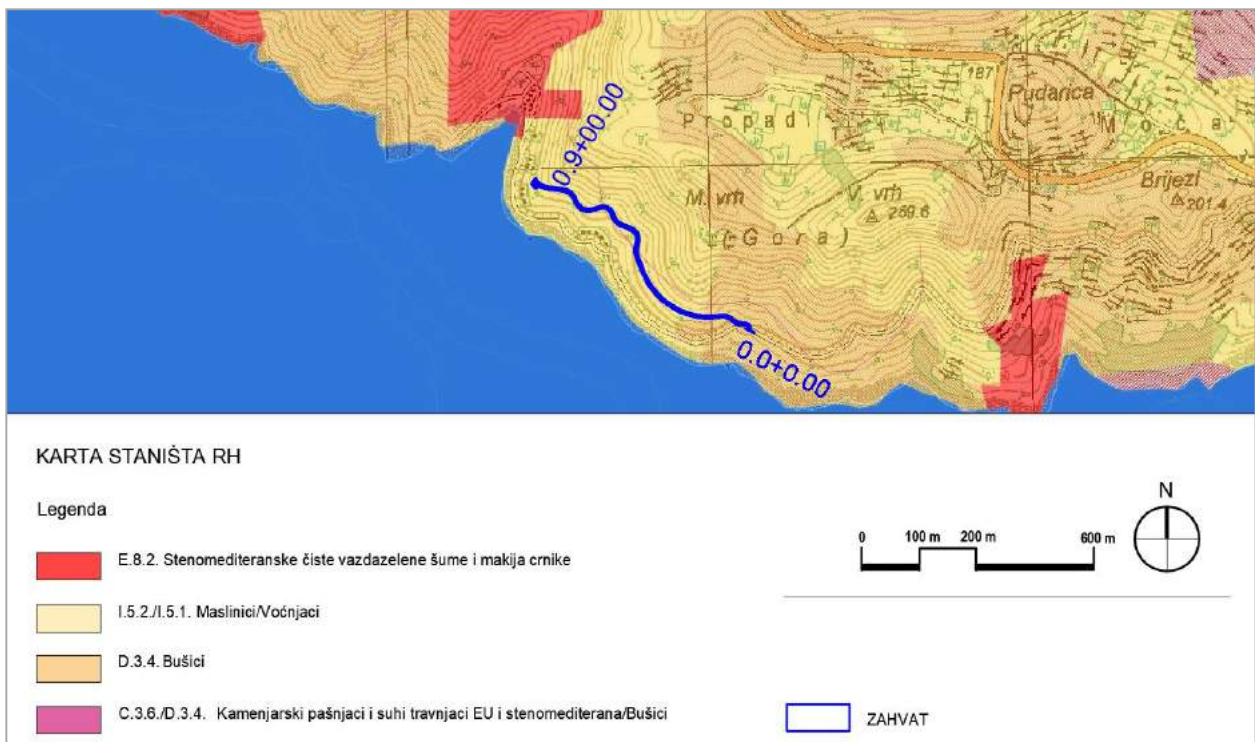 187
Pudarica
Propadl
Moča
0.9+00.00
M. vrh
V. vrh
259.6
(Gora)
Brijezi
201.4
0.0+0.00
KARTA STANIŠTA RH
Legenda
E.8.2. Stenomediteranske čiste vazdazelene šume i makija crnike
I.5.2./I.5.1. Maslinici/Voćnjaci
D.3.4. Bušici
C.3.6./D.3.4. Kamenjarski pašnjaci i suhi travnjaci EU i stenomediterana/Bušici
0 100 m 200 m 600 m
N
ZAHVAT